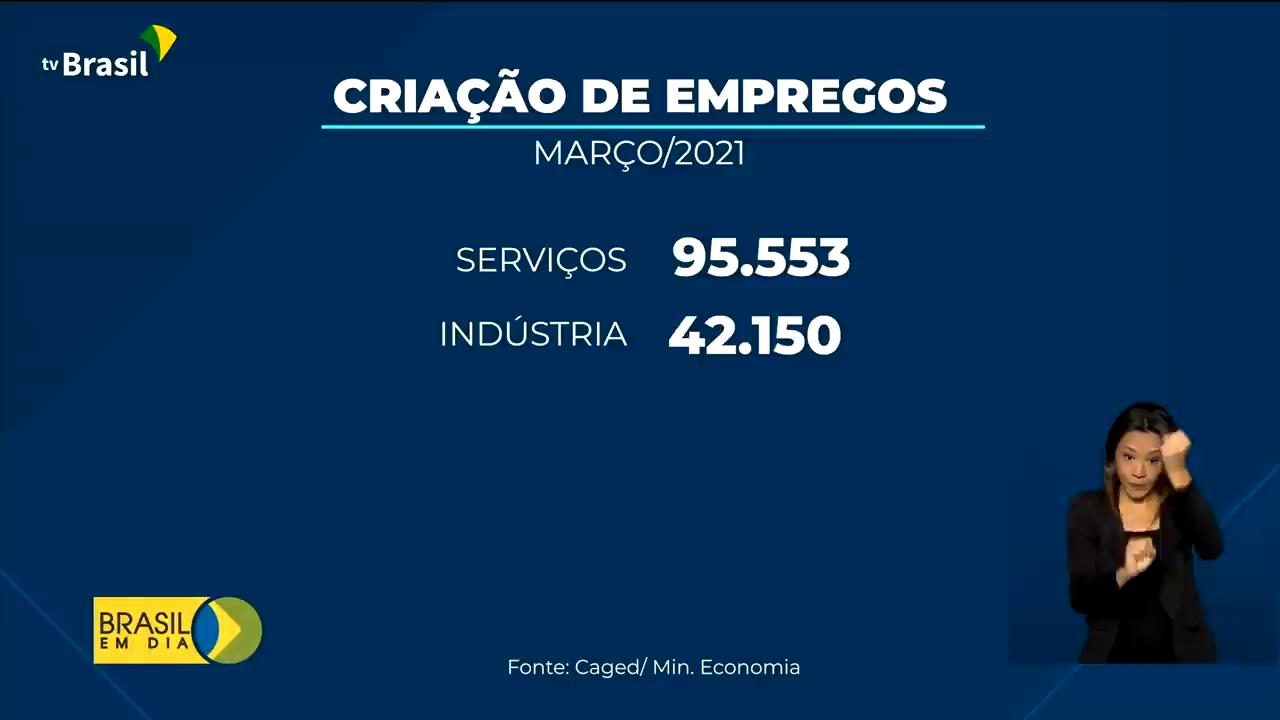 tv Brasil
CRIAÇÃO DE EMPREGOS
MARÇO/2021
SERVIÇOS 95.553
INDÚSTRIA 42.150
BRASIL
EM DIA
Fonte: Caged/ Min. Economia